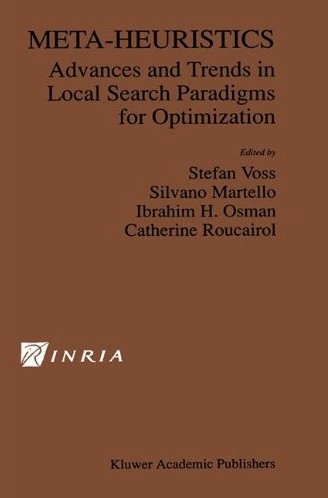 META-HEURISTICS
Advances and Trends in
Local Search Paradigms
for Optimization
Edited by
Stefan Voss
Silvano Martello
Ibrahim H. Osman
Catherine Roucairol
INRIA
Kluwer Academic Publishers